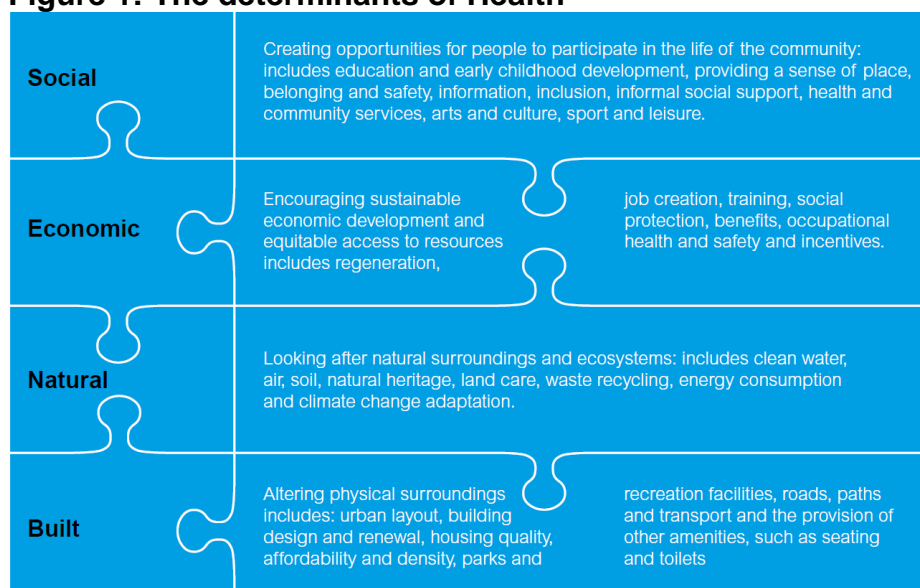 Figure 1: The determinants of Health
Social
Creating opportunities for people to participate in the life of the community:
includes education and early childhood development, providing a sense of place,
belonging and safety, information, inclusion, informal social support, health and
community services, arts and culture, sport and leisure.
Economic
Encouraging sustainable
economic development and
equitable access to resources
includes regeneration,
job creation, training, social
protection, benefits, occupational
health and safety and incentives.
Natural
Looking after natural surroundings and ecosystems: includes clean water,
air, soil, natural heritage, land care, waste recycling, energy consumption
and climate change adaptation.
Built
Altering physical surroundings
includes: urban layout, building
design and renewal, housing quality,
affordability and density, parks and
recreation facilities, roads, paths
and transport and the provision of
other amenities, such as seating
and toilets